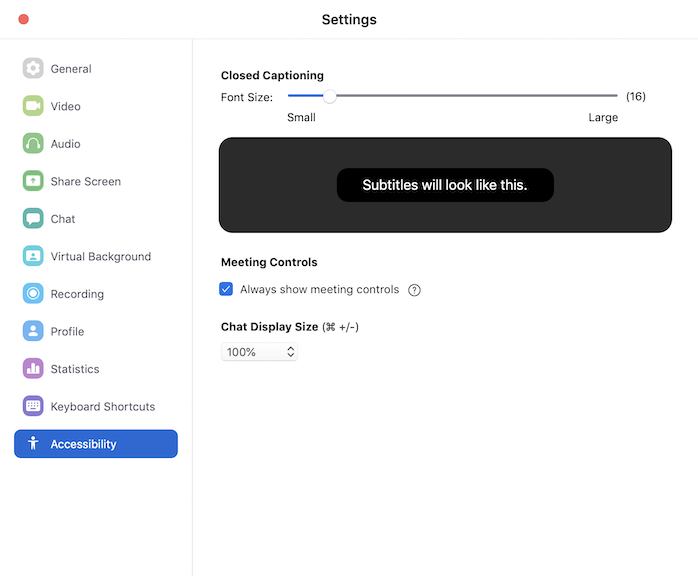 Settings
General
Video
Audio
Share Screen
Chat
Virtual Background
Recording
Profile
Statistics
Keyboard Shortcuts
Accessibility
Closed Captioning
Font Size: (16)
Small Large
Subtitles will look like this.
Meeting Controls
Always show meeting controls ?
Chat Display Size (⌘ +/-)
100%